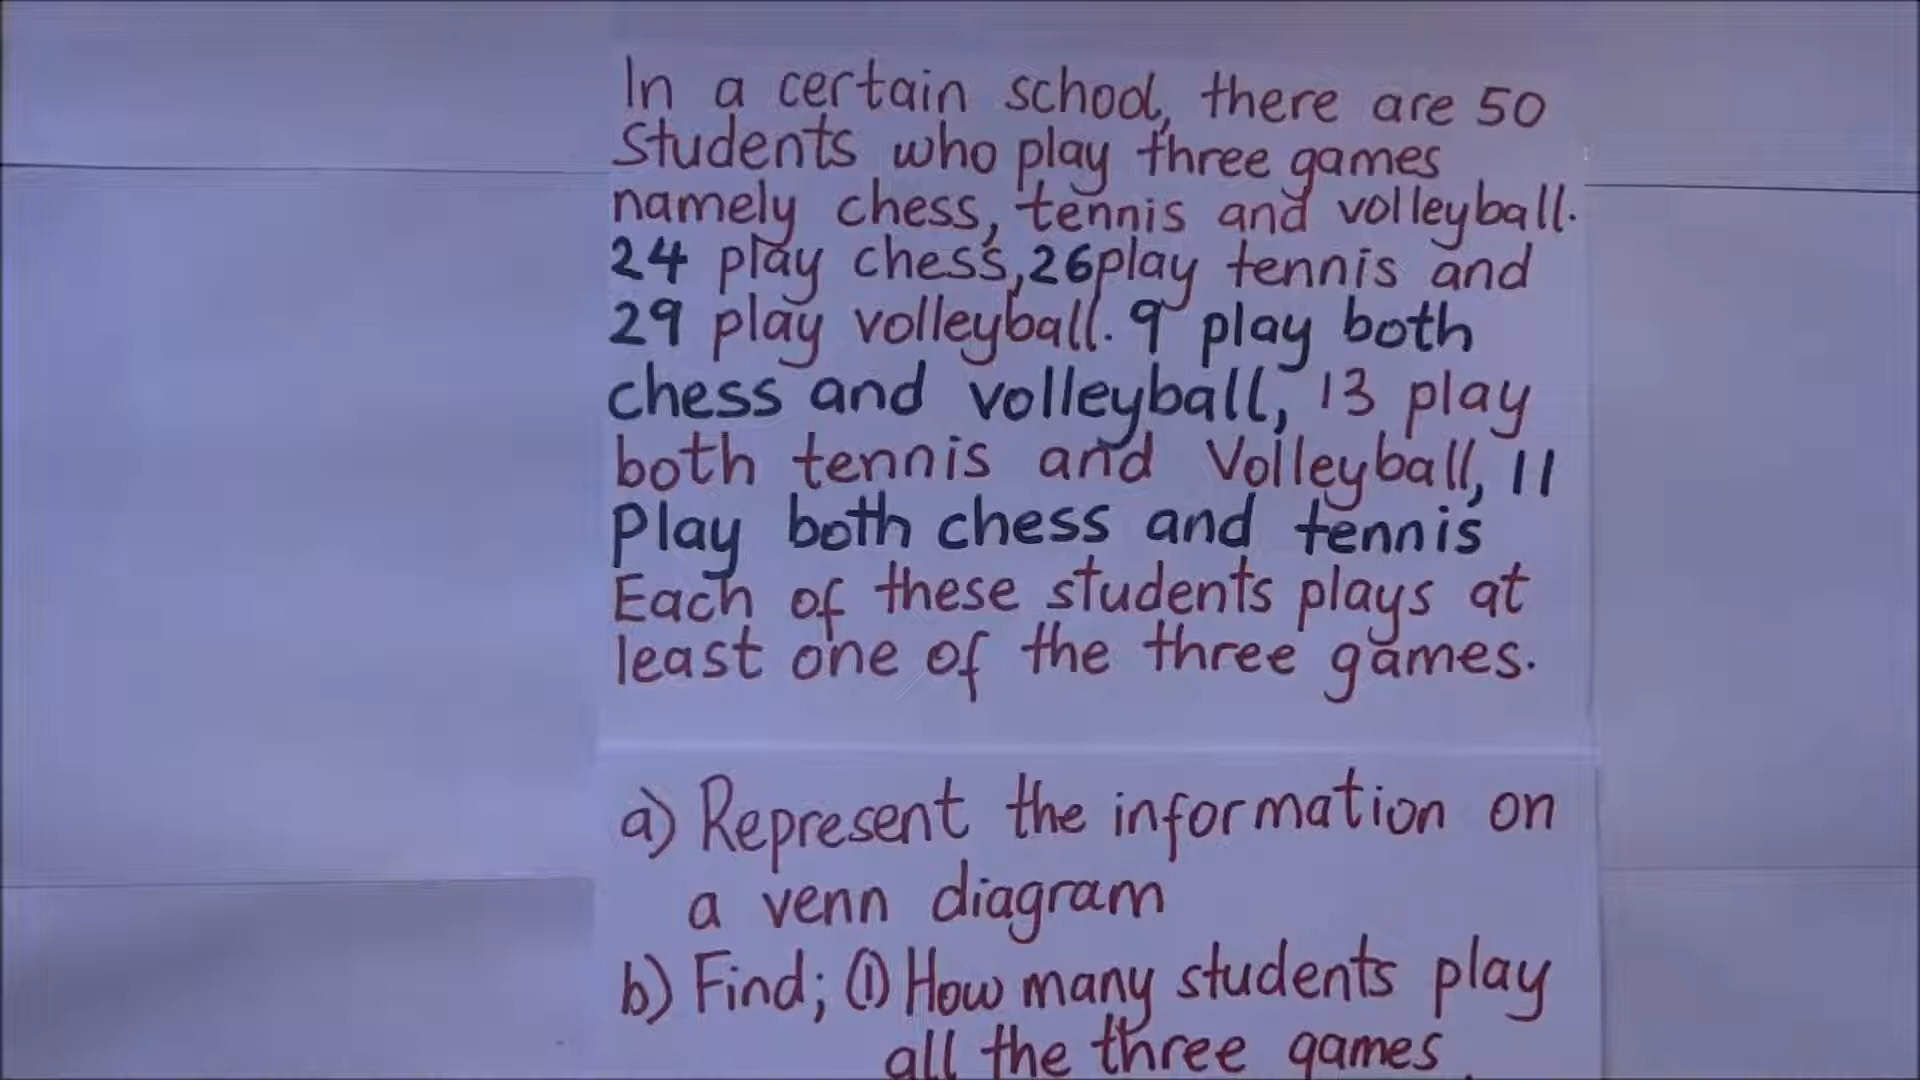 In a certain school, there are 50
Students who play three games
namely chess, tennis and volleyball.
24 play chess, 26 play tennis and
29 play volleyball. 9 play both
chess and volleyball, 13 play
both tennis and Volleyball, 11
Play both chess and tennis
Each of these students plays at
least one of the three games.
a) Represent the information on
a venn diagram
b) Find; (i) How many students play
all the three games.